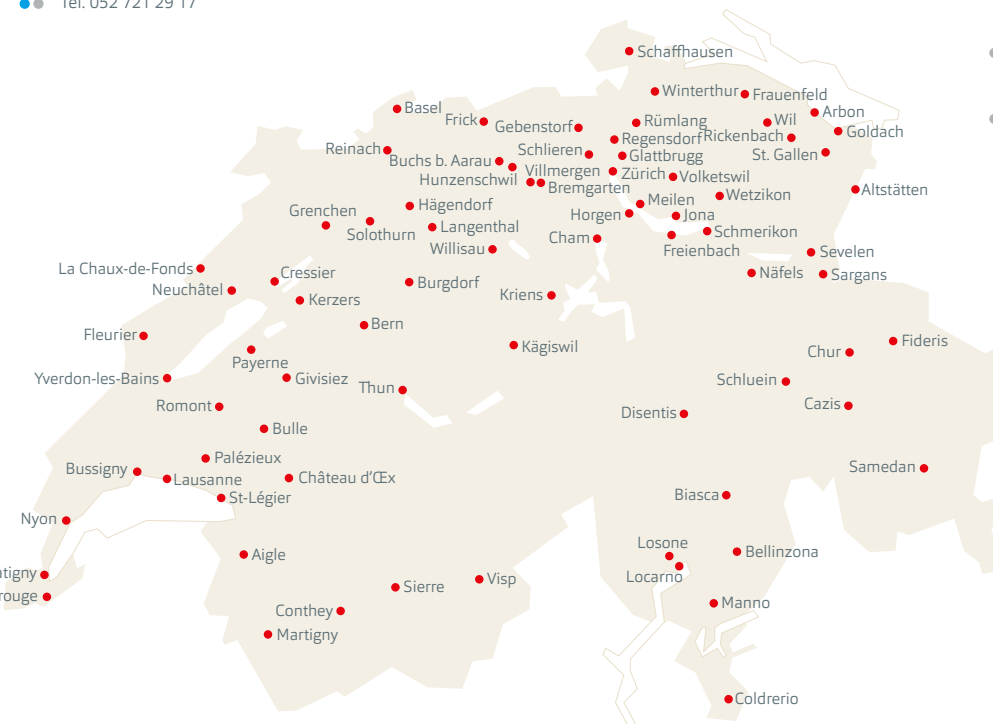 Tel. 052 721 29 17
Schaffhausen
Winterthur
Frauenfeld
Basel
Arbon
Frick
Gebenstorf
Rümlang
Wil
Goldach
Regensdorf
Rickenbach
Reinach
Schlieren
Glattbrugg
St. Gallen
Buchs b. Aarau
Villmergen
Zürich
Volketswil
Hunzenschwil
Bremgarten
Altstätten
Wetzikon
Meilen
Hägendorf
Grenchen
Horgen
Jona
Solothurn
Langenthal
Cham
Schmerikon
Willisau
Freienbach
Sevelen
La Chaux-de-Fonds
Cressier
Näfels
Sargans
Neuchâtel
Burgdorf
Kerzers
Kriens
Bern
Fleurier
Kägiswil
Fideris
Chur
Payerne
Yverdon-les-Bains
Givisiez
Thun
Schluein
Romont
Disentis
Cazis
Bulle
Palézieux
Bussigny
Lausanne
Château d'Œx
Samedan
St-Légier
Biasca
Nyon
Losone
Aigle
Bellinzona
Locarno
tigny
Sierre
Visp
rouge
Conthey
Manno
Martigny
Coldrerio